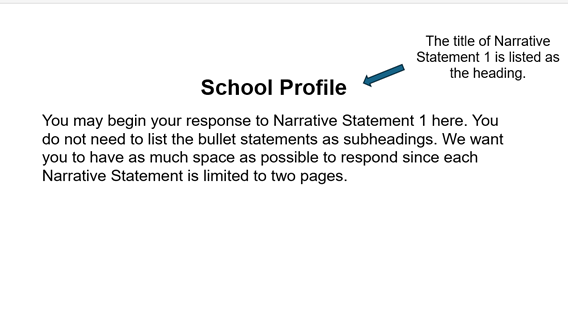 The title of Narrative
Statement 1 is listed as
the heading.
School Profile
You may begin your response to Narrative Statement 1 here. You
do not need to list the bullet statements as subheadings. We want
you to have as much space as possible to respond since each
Narrative Statement is limited to two pages.